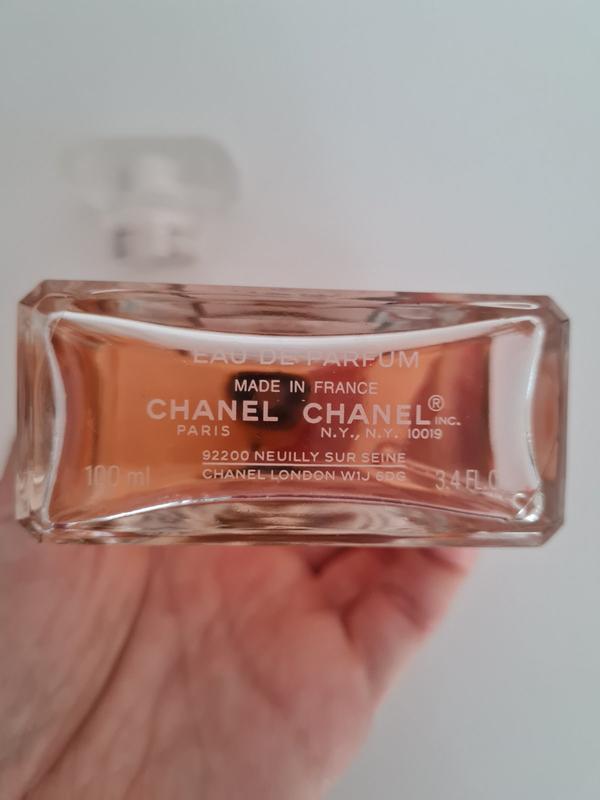 EAU DE PARFUM
MADE IN FRANCE
CHANEL CHANEL® INC.
PARIS N.Y., N.Y. 10019
92200 NEUILLY SUR SEINE
CHANEL LONDON W1J 6DG
100 ml 3.4 FL.